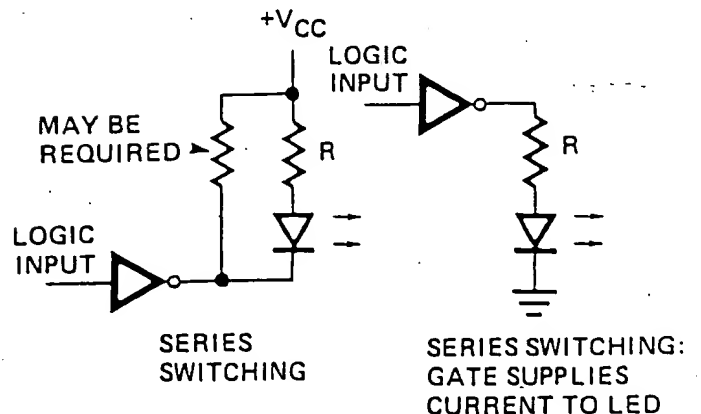 +VCC
LOGIC
INPUT
MAY BE
REQUIRED
R
R
LOGIC
INPUT
SERIES
SWITCHING
SERIES SWITCHING:
GATE SUPPLIES
CURRENT TO LED